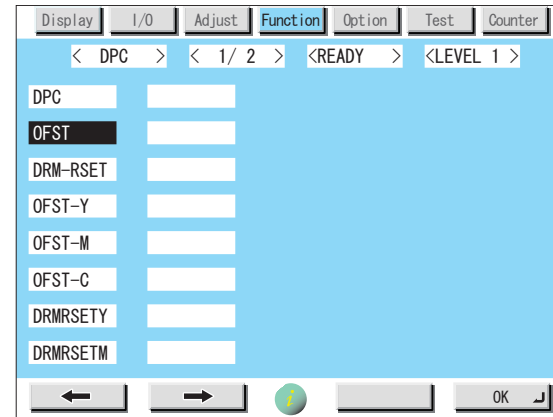 Display I/O Adjust Function Option Test Counter
< DPC > < 1/ 2 > <READY > <LEVEL 1 >
DPC
OFST
DRM-RSET
OFST-Y
OFST-M
OFST-C
DRMRSETY
DRMRSETM
← → i OK ↵